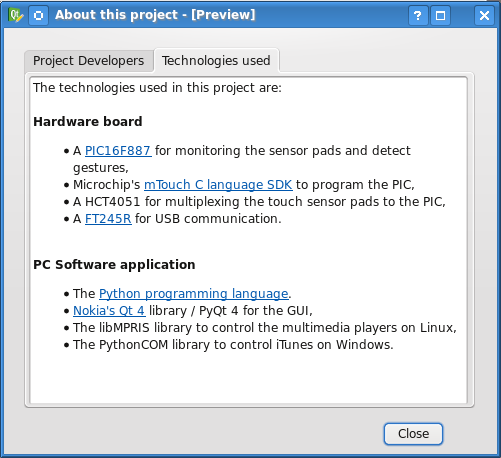 About this project - [Preview]
Project Developers
Technologies used
The technologies used in this project are:
Hardware board
• A PIC16F887 for monitoring the sensor pads and detect
gestures,
• Microchip's mTouch C language SDK to program the PIC,
• A HCT4051 for multiplexing the touch sensor pads to the PIC,
• A FT245R for USB communication.
PC Software application
• The Python programming language.
• Nokia's Qt 4 library / PyQt 4 for the GUI,
• The libMPRIS library to control the multimedia players on Linux,
• The PythonCOM library to control iTunes on Windows.
Close